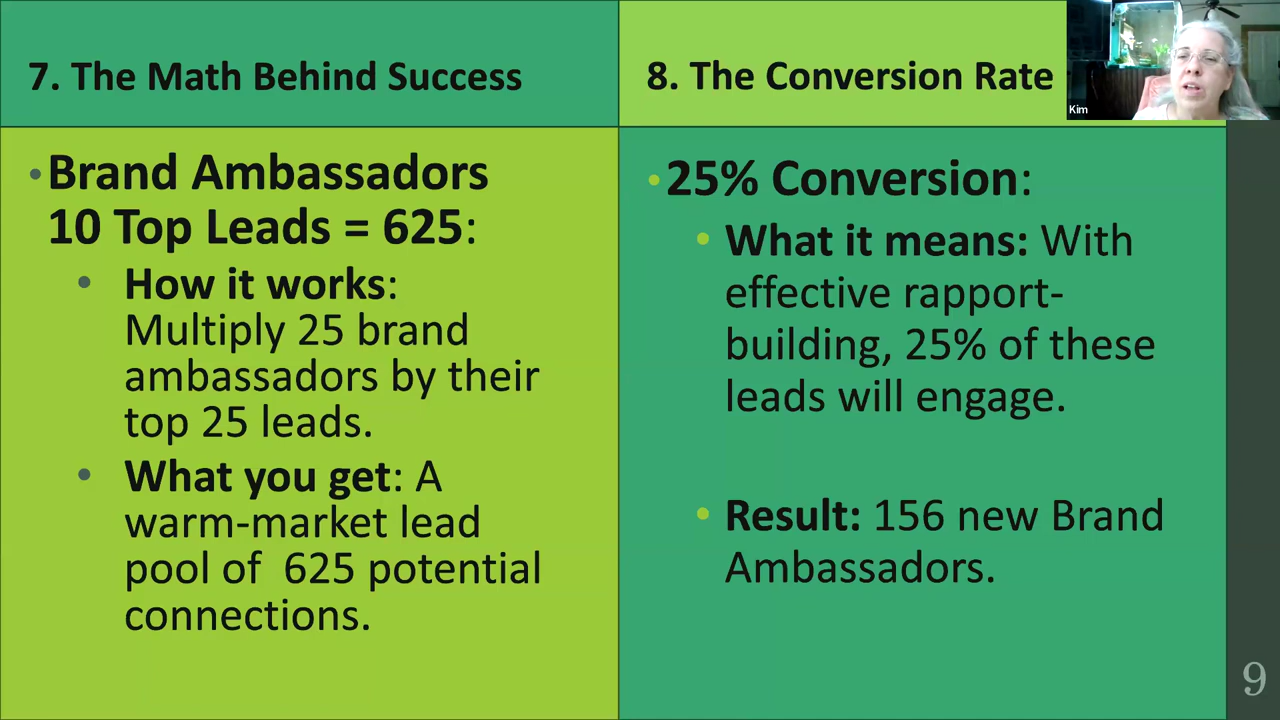 7. The Math Behind Success
•Brand Ambassadors
10 Top Leads = 625:
• How it works:
Multiply 25 brand
ambassadors by their
top 25 leads.
• What you get: A
warm-market lead
pool of  625 potential
connections.
8. The Conversion Rate
•25% Conversion:
• What it means: With
effective rapport-
building, 25% of these
leads will engage.
• Result: 156 new Brand
Ambassadors.
Kim
9